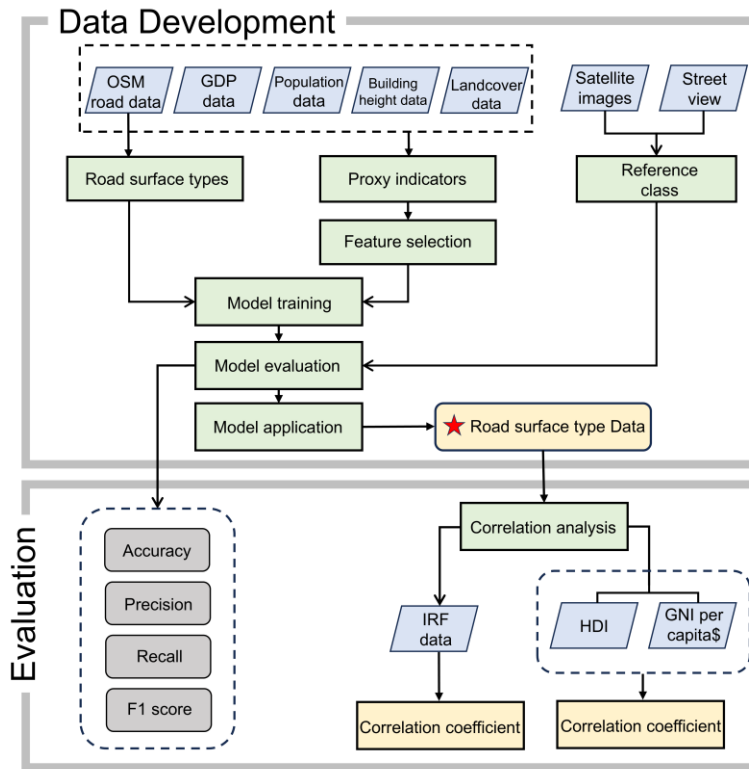 Data Development
OSM
road data
GDP
data
Population
data
Building
height data
Landcover
data
Satellite
images
Street
view
Road surface types
Proxy indicators
Reference
class
Feature selection
Model training
Model evaluation
Model application
Road surface type Data
Evaluation
Accuracy
Precision
Recall
F1 score
Correlation analysis
IRF
data
HDI
GNI per
capita$
Correlation coefficient
Correlation coefficient